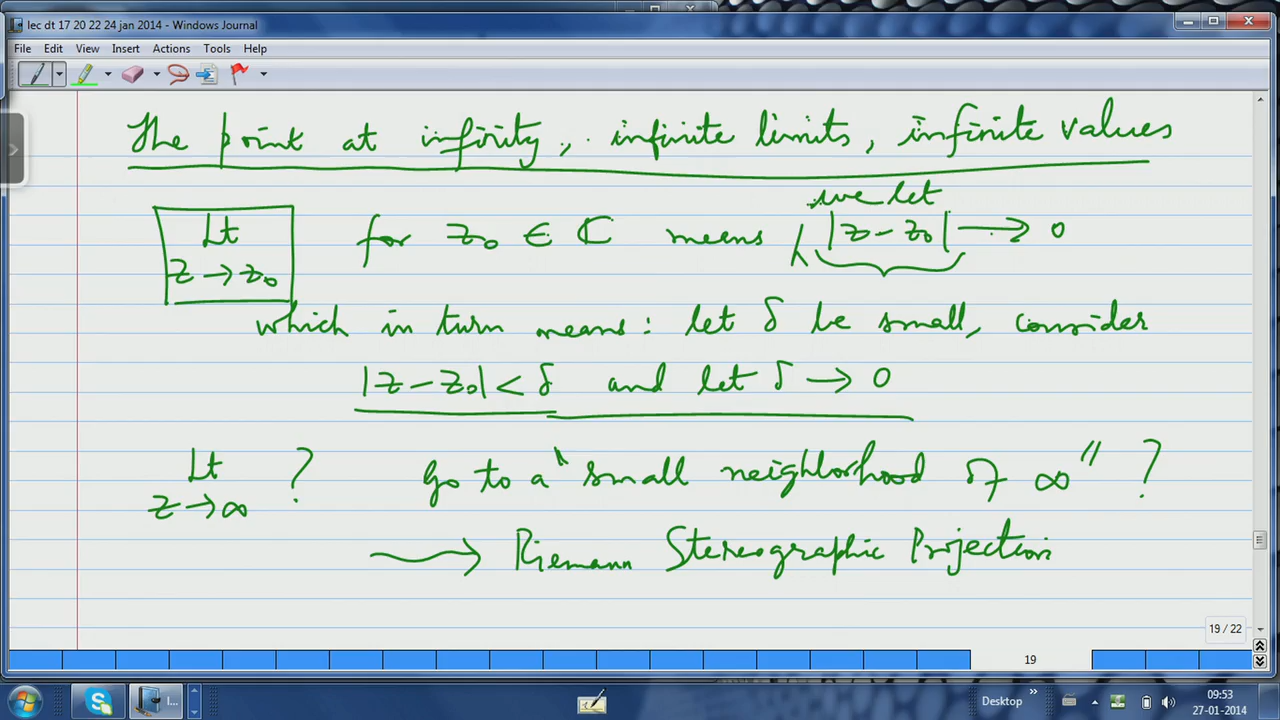 lec dt 17 20 22 24 jan 2014 - Windows Journal
File Edit View Insert Actions Tools Help
The point at infinity, infinite limits, infinite values
we let
Lt for z₀ ∈ ℂ means |z - z₀| → 0
z → z₀
which in turn means: let δ be small, consider
|z - z₀| < δ and let δ → 0
Lt ? Go to a "small neighborhood of ∞" ?
z → ∞
→ Riemann Stereographic Projection
19 / 22
19
Desktop » 09:53
27-01-2014